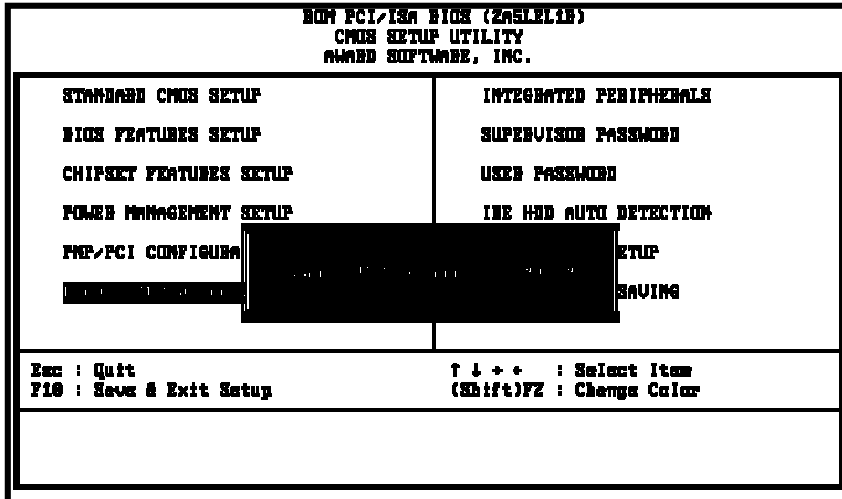 ROM PCI/ISA BIOS (2A5LEL1B)
CMOS SETUP UTILITY
AWARD SOFTWARE, INC.
STANDARD CMOS SETUP
INTEGRATED PERIPHERALS
BIOS FEATURES SETUP
SUPERVISOR PASSWORD
CHIPSET FEATURES SETUP
USER PASSWORD
POWER MANAGEMENT SETUP
IDE HDD AUTO DETECTION
PNP/PCI
ETUP
SAVING
Esc : Quit
↑ ↓ → ← : Select Item
F10 : Save & Exit Setup
(Shift)F2 : Change Color